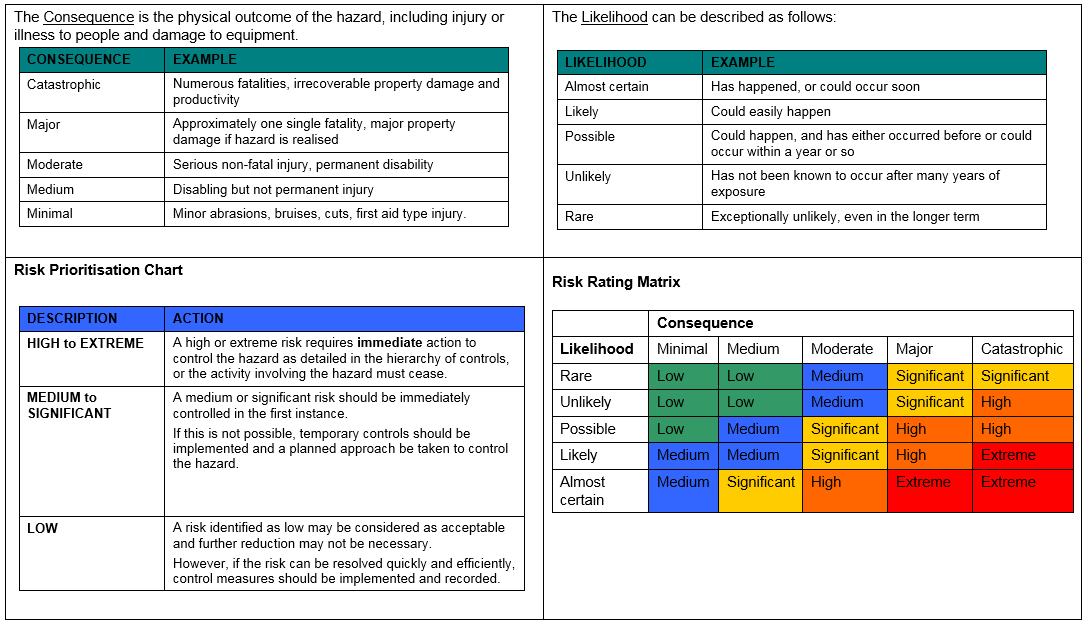 The Consequence is the physical outcome of the hazard, including injury or
illness to people and damage to equipment.
CONSEQUENCE EXAMPLE
Catastrophic Numerous fatalities, irrecoverable property damage and
productivity
Major Approximately one single fatality, major property
damage if hazard is realised
Moderate Serious non-fatal injury, permanent disability
Medium Disabling but not permanent injury
Minimal Minor abrasions, bruises, cuts, first aid type injury.
The Likelihood can be described as follows:
LIKELIHOOD EXAMPLE
Almost certain Has happened, or could occur soon
Likely Could easily happen
Possible Could happen, and has either occurred before or could
occur within a year or so
Unlikely Has not been known to occur after many years of
exposure
Rare Exceptionally unlikely, even in the longer term
Risk Prioritisation Chart
DESCRIPTION ACTION
HIGH to EXTREME A high or extreme risk requires immediate action to
control the hazard as detailed in the hierarchy of controls,
or the activity involving the hazard must cease.
MEDIUM to A medium or significant risk should be immediately
SIGNIFICANT controlled in the first instance.
If this is not possible, temporary controls should be
implemented and a planned approach be taken to control
the hazard.
LOW A risk identified as low may be considered as acceptable
and further reduction may not be necessary.
However, if the risk can be resolved quickly and efficiently,
control measures should be implemented and recorded.
Risk Rating Matrix
Consequence
Likelihood Minimal Medium Moderate Major Catastrophic
Rare Low Low Medium Significant Significant
Unlikely Low Low Medium Significant High
Possible Low Medium Significant High High
Likely Medium Medium Significant High Extreme
Almost Medium Significant High Extreme Extreme
certain